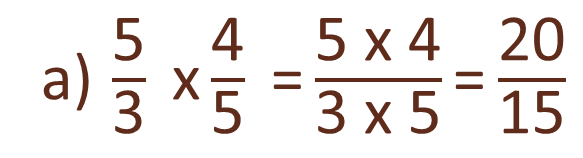 a) 5/3 x 4/5 = 5 x 4/3 x 5 = 20/15